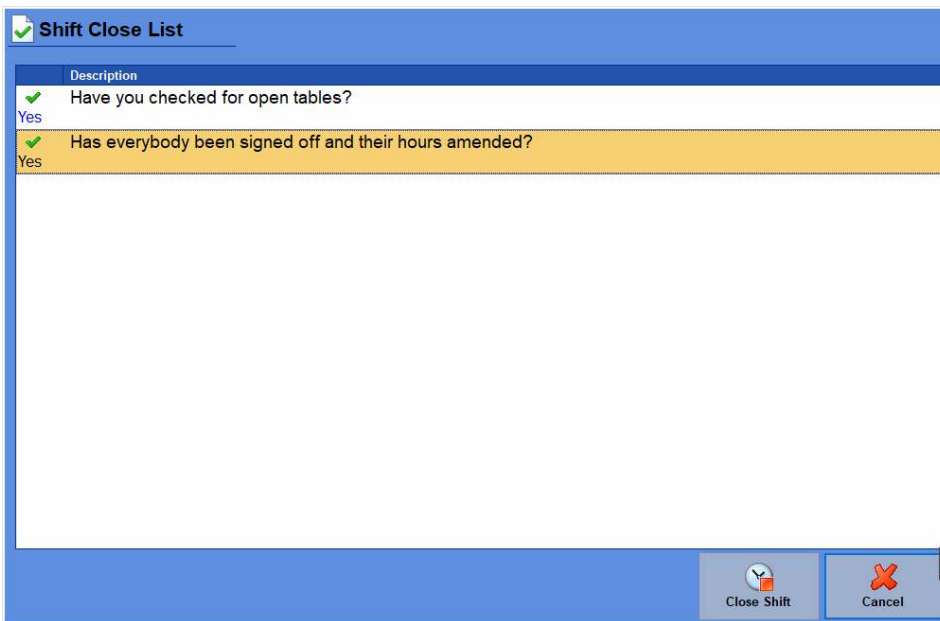 Shift Close List
Description
Have you checked for open tables?
Yes
Has everybody been signed off and their hours amended?
Yes
Close Shift
Cancel